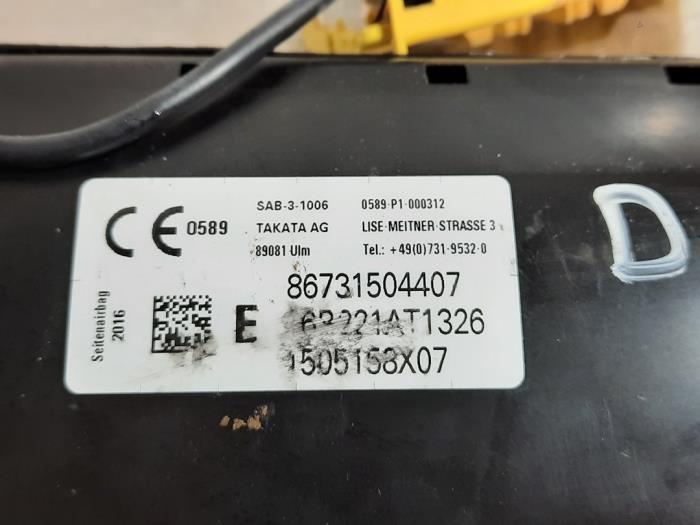 CE 0589
SAB-3-1006 0589·P1·000312
TAKATA AG LISE·MEITNER·STRASSE 3
89081·Ulm Tel.: +49(0)731·9532·0
86731504407
E 6B221AT1326
1505158X07
Seitenairbag
2016
D